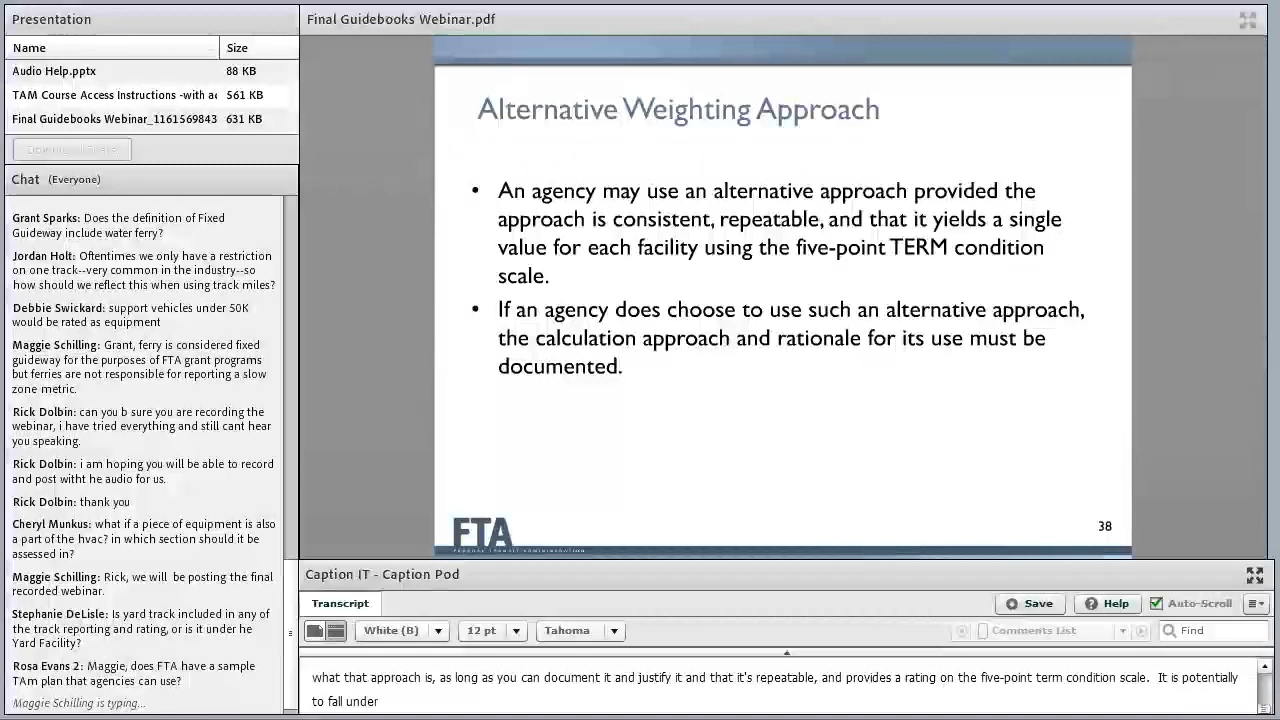 Presentation
Name
Size
Audio Help.pptx
88 KB
TAM Course Access Instructions -with ac
561 KB
Final Guidebooks Webinar_1161569843
631 KB
Chat (Everyone)
Grant Sparks: Does the definition of Fixed
Guideway include water ferry?
Jordan Holt: Oftentimes we only have a restriction
on one track--very common in the industry--so
how should we reflect this when using track miles?
Debbie Swickard: support vehicles under 50K
would be rated as equipment
Maggie Schilling: Grant, ferry is considered fixed
guideway for the purposes of FTA grant programs
but ferries are not responsible for reporting a slow
zone metric.
Rick Dolbin: can you b sure you are recording the
webinar, i have tried everything and still cant hear
you speaking.
Rick Dolbin: i am hoping you will be able to record
and post witht he audio for us.
Rick Dolbin: thank you
Cheryl Munkus: what if a piece of equipment is also
a part of the hvac? in which section should it be
assessed in?
Maggie Schilling: Rick, we will be posting the final
recorded webinar.
Stephanie DeLisle: Is yard track included in any of
the track reporting and rating, or is it under he
Yard Facility?
Rosa Evans 2: Maggie, does FTA have a sample
TAm plan that agencies can use?
Maggie Schilling is typing...
Final Guidebooks Webinar.pdf
Alternative Weighting Approach
• An agency may use an alternative approach provided the
approach is consistent, repeatable, and that it yields a single
value for each facility using the five-point TERM condition
scale.
• If an agency does choose to use such an alternative approach,
the calculation approach and rationale for its use must be
documented.
FTA
38
Caption IT - Caption Pod
Transcript
Save
Help
Auto-Scroll
White (B)
12 pt
Tahoma
Comments List
Find
what that approach is, as long as you can document it and justify it and that it's repeatable, and provides a rating on the five-point term condition scale. It is potentially
to fall under